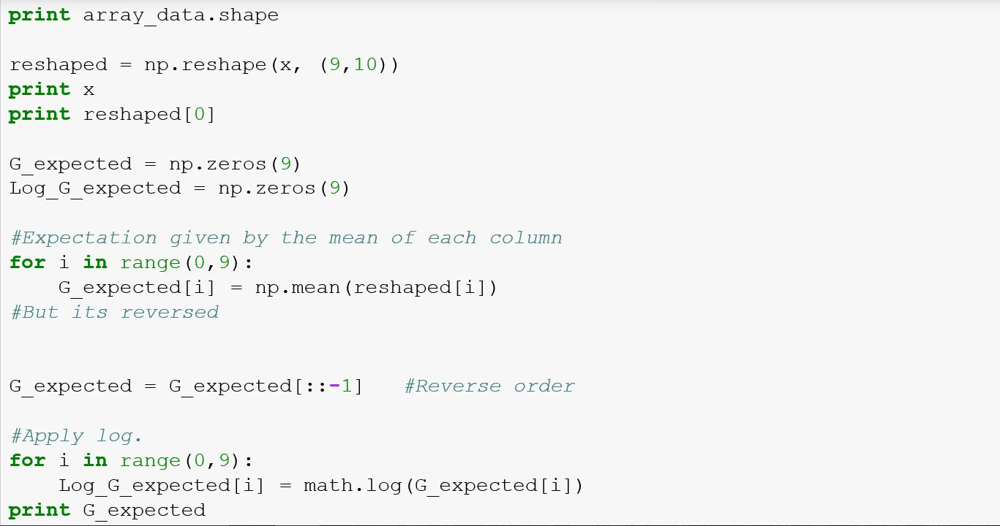 print array_data.shape
reshaped = np.reshape(x, (9,10))
print x
print reshaped[0]
G_expected = np.zeros(9)
Log_G_expected = np.zeros(9)
#Expectation given by the mean of each column
for i in range(0,9):
    G_expected[i] = np.mean(reshaped[i])
#But its reversed
G_expected = G_expected[::-1]   #Reverse order
#Apply log.
for i in range(0,9):
    Log_G_expected[i] = math.log(G_expected[i])
print G_expected